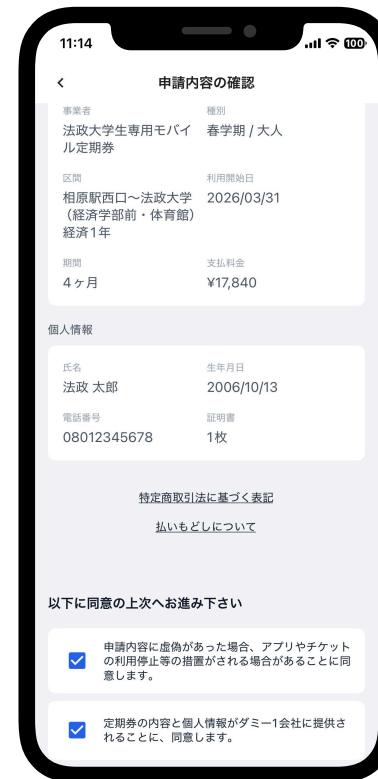 11:14
100
申請内容の確認
事業者
種別
法政大学生専用モバイ
ル定期券
春学期 / 大人
区間
利用開始日
相原駅西口〜法政大学
(経済学部前・体育館)
経済1年
2026/03/31
期間
支払料金
4ヶ月
¥17,840
個人情報
氏名
生年月日
法政 太郎
2006/10/13
電話番号
証明書
08012345678
1枚
特定商取引法に基づく表記
払いもどしについて
以下に同意の上次へお進み下さい
申請内容に虚偽があった場合、アプリやチケット
の利用停止等の措置がされる場合があることに同
意します。
定期券の内容と個人情報がダミー1会社に提供さ
れることに、同意します。